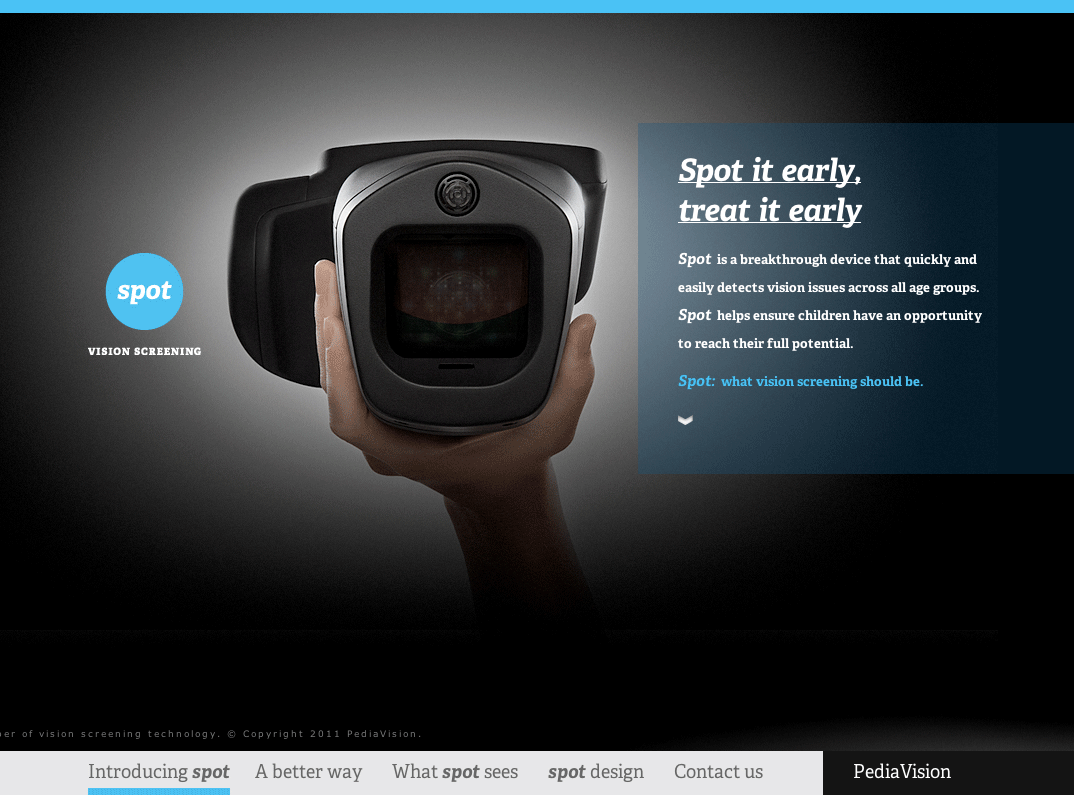 spot
VISION SCREENING
Spot it early,
treat it early
Spot is a breakthrough device that quickly and
easily detects vision issues across all age groups.
Spot helps ensure children have an opportunity
to reach their full potential.
Spot: what vision screening should be.
of vision screening technology. © Copyright 2011 PediaVision.
Introducing spot A better way What spot sees spot design Contact us PediaVision